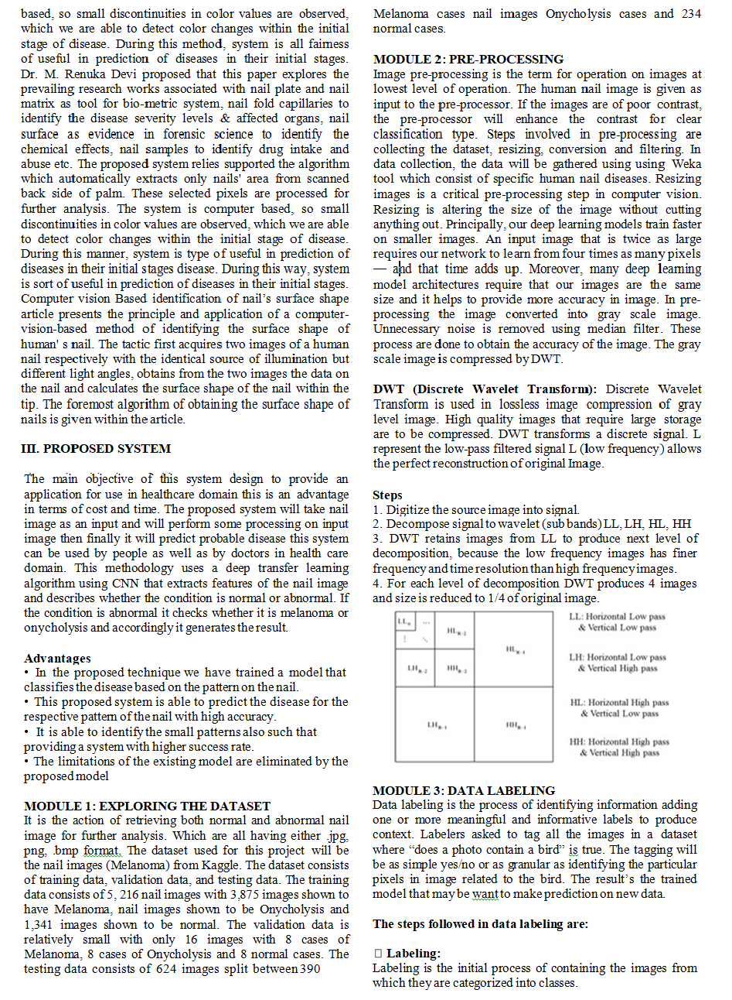 based, so small discontinuities in color values are observed,
which we are able to detect color changes within the initial
stage of disease. During this method, system is all fairness
of useful in prediction of diseases in their initial stages.
Dr. M. Renuka Devi proposed that this paper explores the
prevailing research works associated with nail plate and nail
matrix as tool for bio-metric system, nail fold capillaries to
identify the disease severity levels & affected organs, nail
surface as evidence in forensic science to identify the
chemical effects, nail samples to identify drug intake and
abuse etc. The proposed system relies supported the algorithm
which automatically extracts only nails' area from scanned
back side of palm. These selected pixels are processed for
further analysis. The system is computer based, so small
discontinuities in color values are observed, which we are able
to detect color changes within the initial stage of disease.
During this manner, system is type of useful in prediction of
diseases in their initial stages disease. During this way, system
is sort of useful in prediction of diseases in their initial stages.
Computer vision Based identification of nail's surface shape
article presents the principle and application of a computer-
vision-based method of identifying the surface shape of
human' s nail. The tactic first acquires two images of a human
nail respectively with the identical source of illumination but
different light angles, obtains from the two images the data on
the nail and calculates the surface shape of the nail within the
tip. The foremost algorithm of obtaining the surface shape of
nails is given within the article.
III. PROPOSED SYSTEM
The main objective of this system design to provide an
application for use in healthcare domain this is an advantage
in terms of cost and time. The proposed system will take nail
image as an input and will perform some processing on input
image then finally it will predict probable disease this system
can be used by people as well as by doctors in health care
domain. This methodology uses a deep transfer learning
algorithm using CNN that extracts features of the nail image
and describes whether the condition is normal or abnormal. If
the condition is abnormal it checks whether it is melanoma or
onycholysis and accordingly it generates the result.
Advantages
• In the proposed technique we have trained a model that
classifies the disease based on the pattern on the nail.
• This proposed system is able to predict the disease for the
respective pattern of the nail with high accuracy.
• It is able to identify the small patterns also such that
providing a system with higher success rate.
• The limitations of the existing model are eliminated by the
proposed model
MODULE 1: EXPLORING THE DATASET
It is the action of retrieving both normal and abnormal nail
image for further analysis. Which are all having either .jpg,
png, .bmp format. The dataset used for this project will be
the nail images (Melanoma) from Kaggle. The dataset consists
of training data, validation data, and testing data. The training
data consists of 5, 216 nail images with 3,875 images shown to
have Melanoma, nail images shown to be Onycholysis and
1,341 images shown to be normal. The validation data is
relatively small with only 16 images with 8 cases of
Melanoma, 8 cases of Onycholysis and 8 normal cases. The
testing data consists of 624 images split between 390
Melanoma cases nail images Onycholysis cases and 234
normal cases.
MODULE 2: PRE-PROCESSING
Image pre-processing is the term for operation on images at
lowest level of operation. The human nail image is given as
input to the pre-processor. If the images are of poor contrast,
the pre-processor will enhance the contrast for clear
classification type. Steps involved in pre-processing are
collecting the dataset, resizing, conversion and filtering. In
data collection, the data will be gathered using using Weka
tool which consist of specific human nail diseases. Resizing
images is a critical pre-processing step in computer vision.
Resizing is altering the size of the image without cutting
anything out. Principally, our deep learning models train faster
on smaller images. An input image that is twice as large
requires our network to learn from four times as many pixels
— and that time adds up. Moreover, many deep learning
model architectures require that our images are the same
size and it helps to provide more accuracy in image. In pre-
processing the image converted into gray scale image.
Unnecessary noise is removed using median filter. These
process are done to obtain the accuracy of the image. The gray
scale image is compressed by DWT.
DWT (Discrete Wavelet Transform): Discrete Wavelet
Transform is used in lossless image compression of gray
level image. High quality images that require large storage
are to be compressed. DWT transforms a discrete signal. L
represent the low-pass filtered signal L (low frequency) allows
the perfect reconstruction of original Image.
Steps
1. Digitize the source image into signal.
2. Decompose signal to wavelet (sub bands) LL, LH, HL, HH
3. DWT retains images from LL to produce next level of
decomposition, because the low frequency images has finer
frequency and time resolution than high frequency images.
4. For each level of decomposition DWT produces 4 images
and size is reduced to 1/4 of original image.
LLn ...
HLn-2
HLn-1
LHn-2 HHn-2
LHn-1 HHn-1
LL: Horizontal Low pass
& Vertical Low pass
LH: Horizontal Low pass
& Vertical High pass
HL: Horizontal High pass
& Vertical Low pass
HH: Horizontal High pass
& Vertical High pass
MODULE 3: DATA LABELING
Data labeling is the process of identifying information adding
one or more meaningful and informative labels to produce
context. Labelers asked to tag all the images in a dataset
where “does a photo contain a bird” is true. The tagging will
be as simple yes/no or as granular as identifying the particular
pixels in image related to the bird. The result’s the trained
model that may be want to make prediction on new data.
The steps followed in data labeling are:
Labeling:
Labeling is the initial process of containing the images from
which they are categorized into classes.